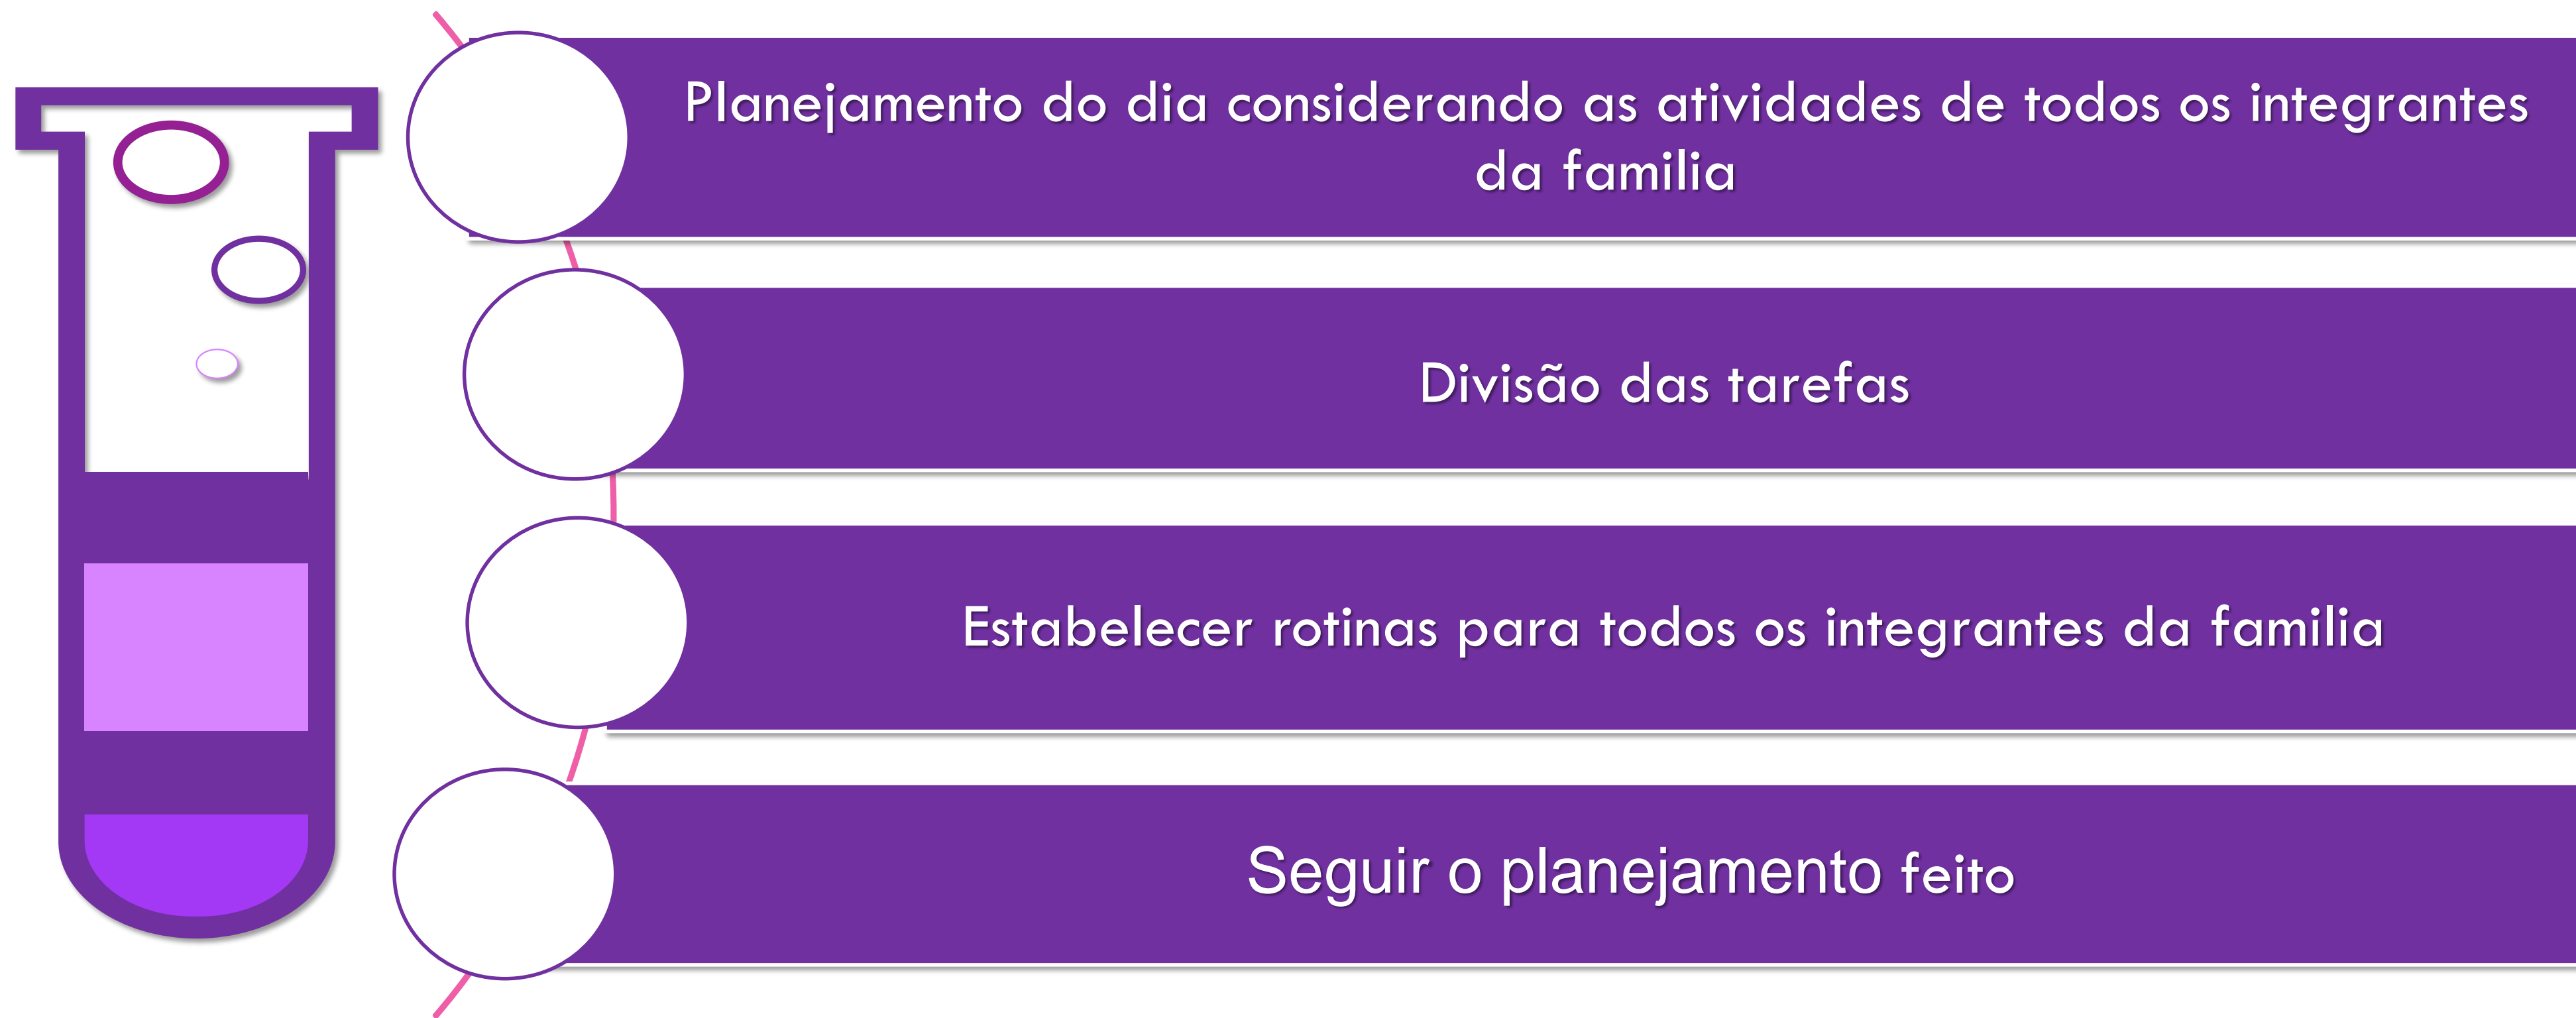 Planejamento do dia considerando as atividades de todos os integrantes
da familia
Divisão das tarefas
Estabelecer rotinas para todos os integrantes da familia
Seguir o planejamento feito